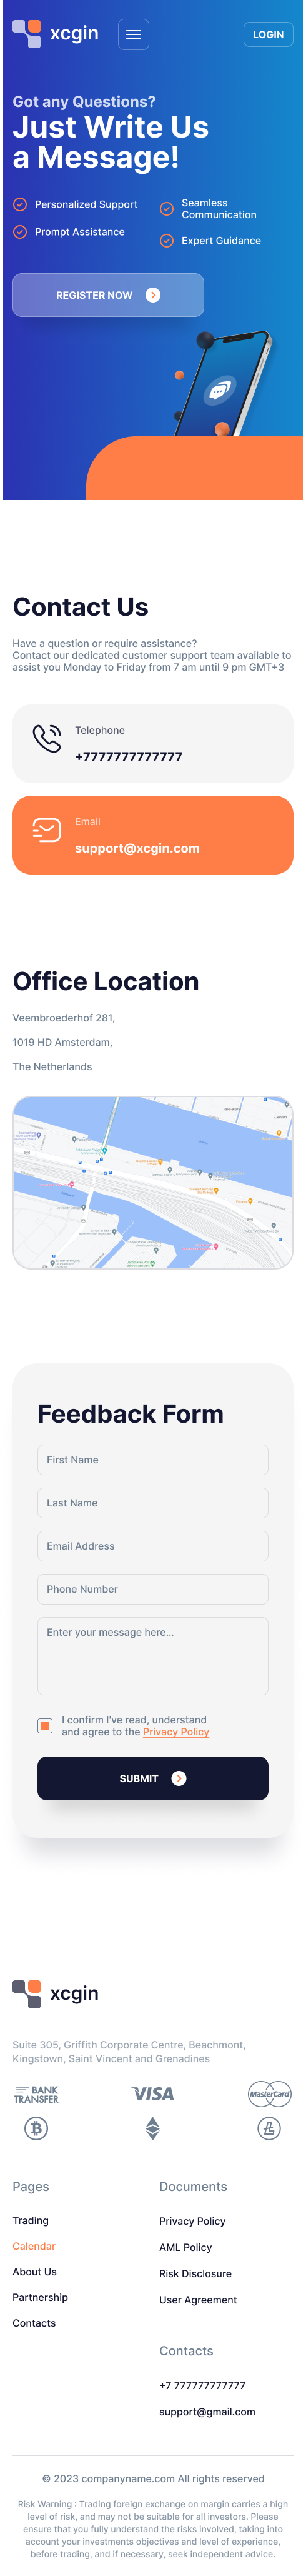 xcgin
LOGIN
Got any Questions?
Just Write Us
a Message!
Personalized Support
Seamless
Communication
Prompt Assistance
Expert Guidance
REGISTER NOW
Contact Us
Have a question or require assistance?
Contact our dedicated customer support team available to
assist you Monday to Friday from 7 am until 9 pm GMT+3
Telephone
+7777777777777
Email
support@xcgin.com
Office Location
Veembroederhof 281,
1019 HD Amsterdam,
The Netherlands
Feedback Form
First Name
Last Name
Email Address
Phone Number
Enter your message here...
I confirm I've read, understand
and agree to the Privacy Policy
SUBMIT
xcgin
Suite 305, Griffith Corporate Centre, Beachmont,
Kingstown, Saint Vincent and Grenadines
BANK
TRANSFER
VISA
MasterCard
Pages
Documents
Trading
Privacy Policy
Calendar
AML Policy
About Us
Risk Disclosure
Partnership
User Agreement
Contacts
Contacts
+7 777777777777
support@gmail.com
© 2023 companyname.com All rights reserved
Risk Warning : Trading foreign exchange on margin carries a high
level of risk, and may not be suitable for all investors. Please
ensure that you fully understand the risks involved, taking into
account your investments objectives and level of experience,
before trading, and if necessary, seek independent advice.